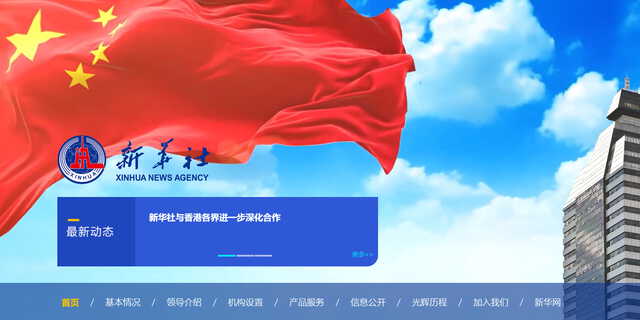 新华社
XINHUA
XINHUA NEWS AGENCY
最新动态
新华社与香港各界进一步深化合作
更多>>
首页 / 基本情况 / 领导介绍 / 机构设置 / 产品服务 / 信息公开 / 光辉历程 / 加入我们 / 新华网